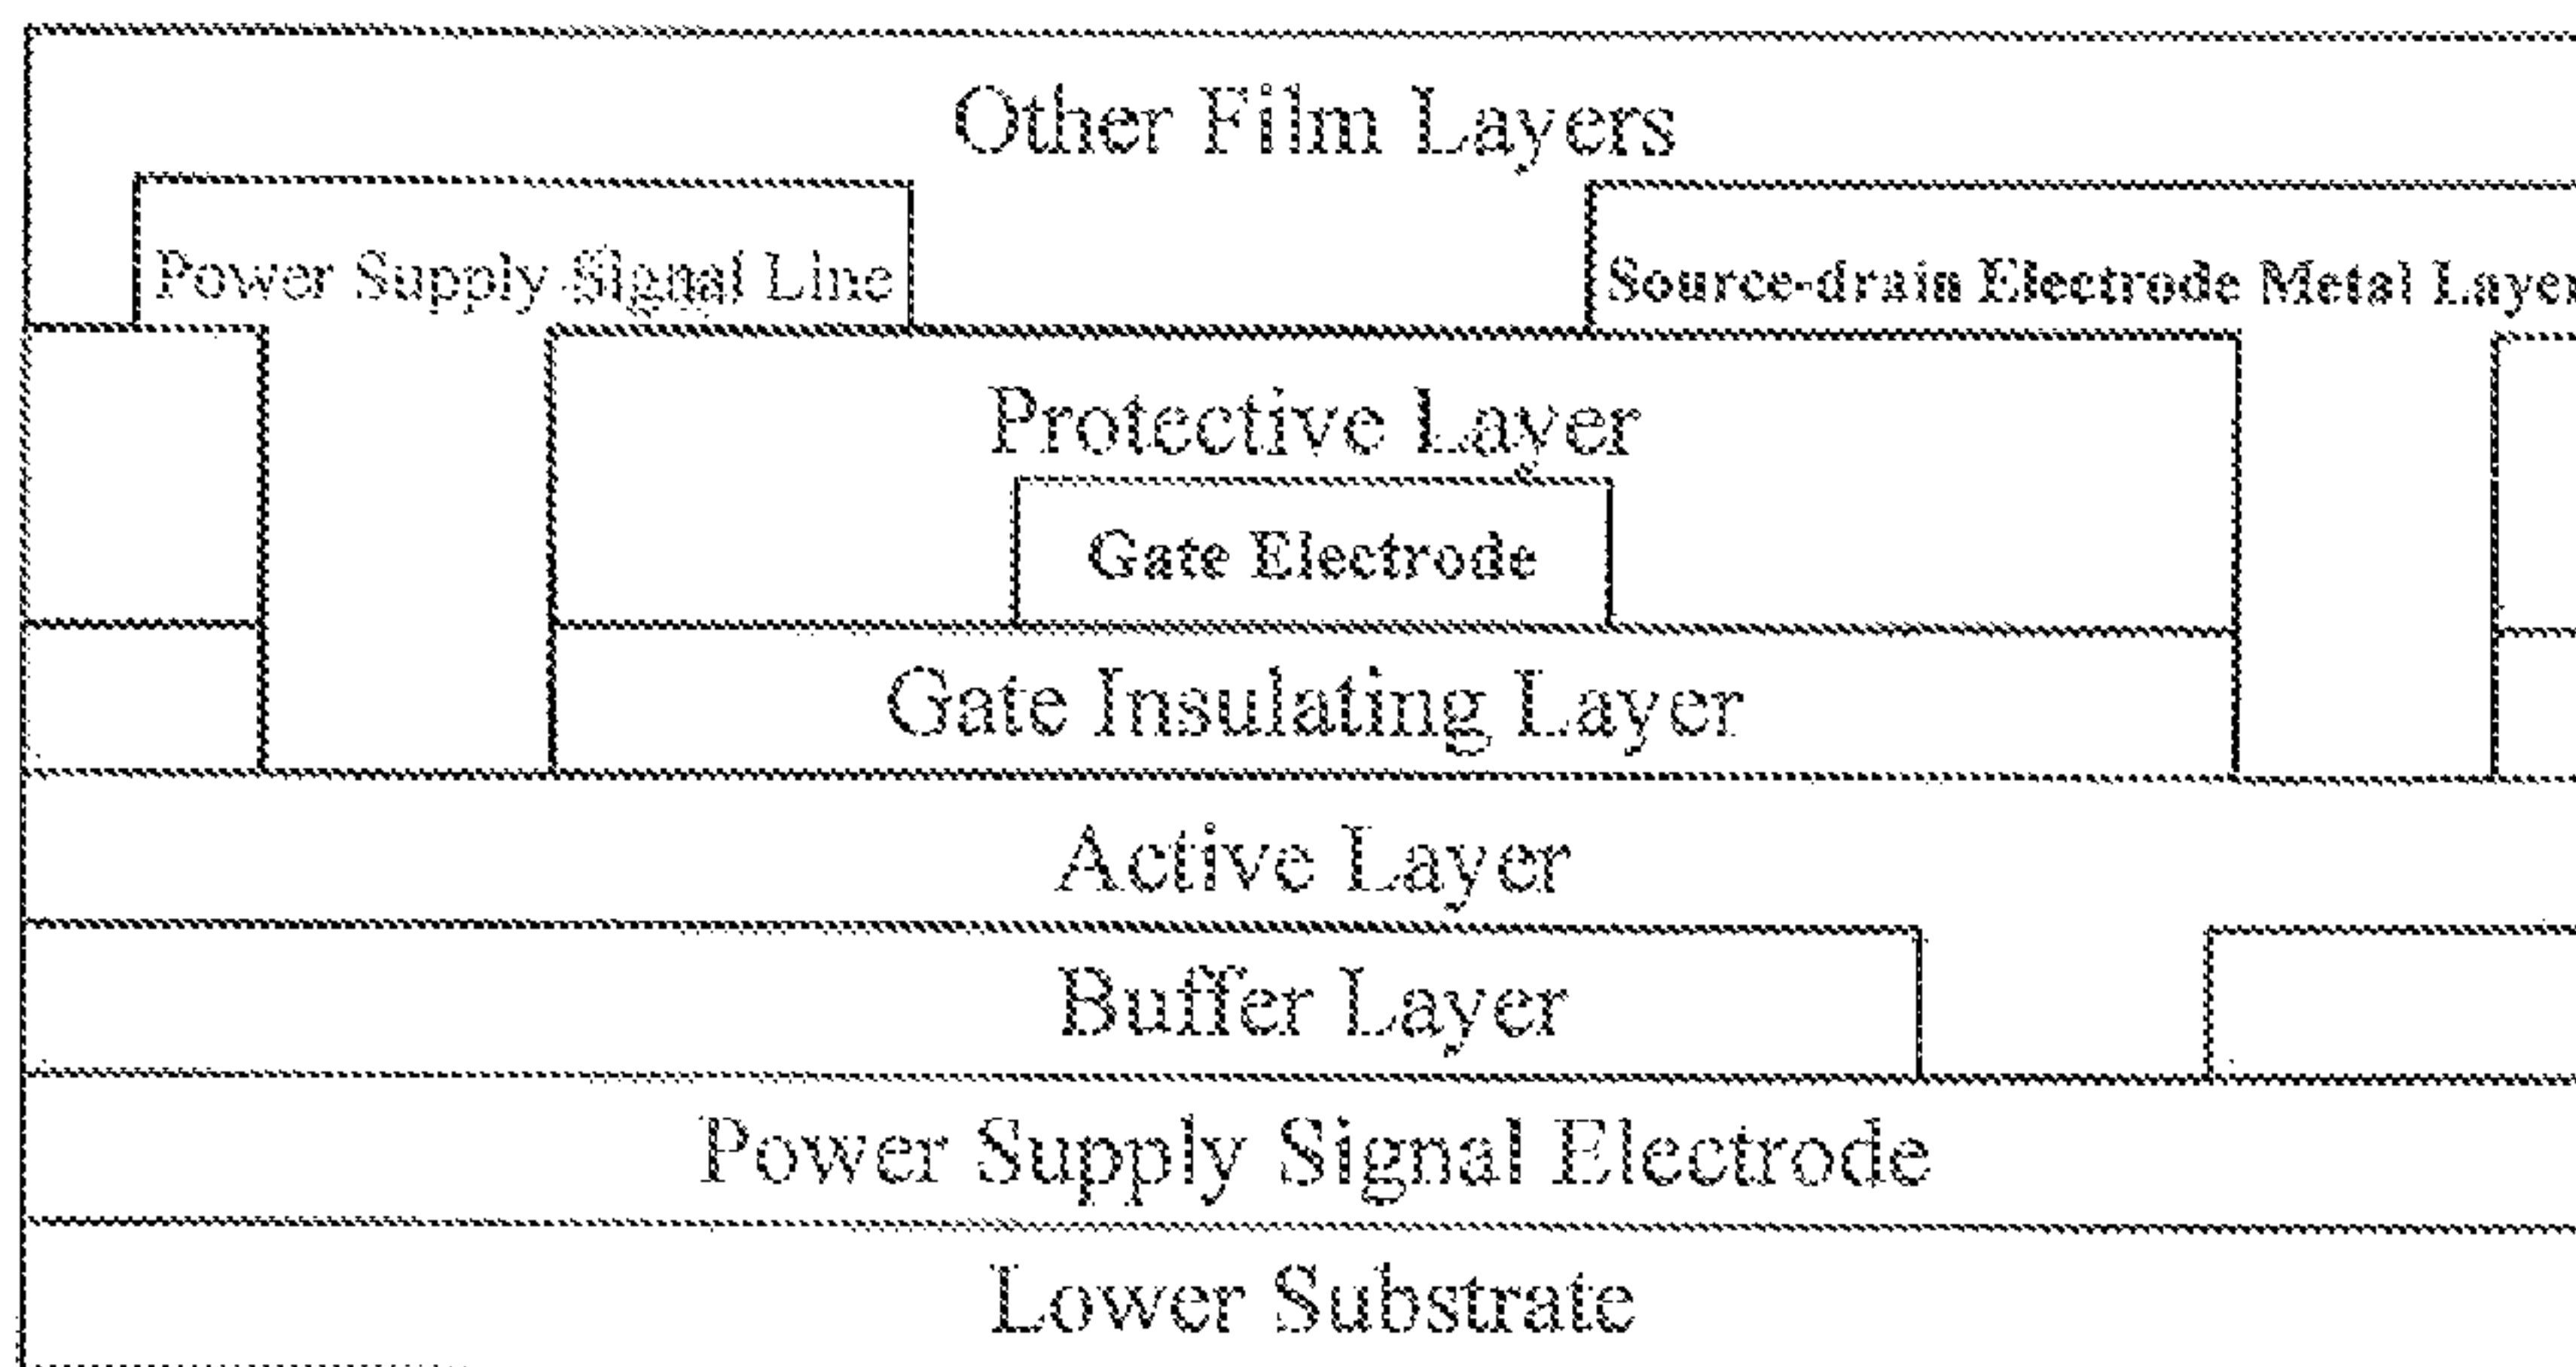 Other Film Layers
Power Supply Signal Line
Source-drain Electrode Metal Layer
Protective Layer
Gate Electrode
Gate Insulating Layer
Active Layer
Buffer Layer
Power Supply Signal Electrode
Lower Substrate